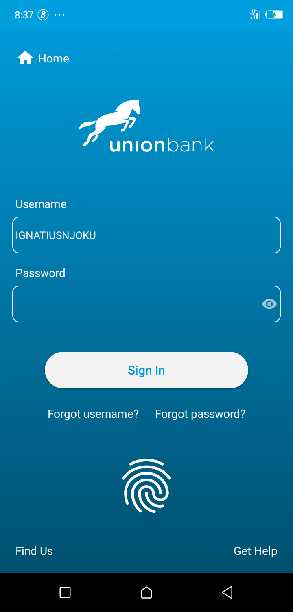 8:37
Home
unionbank
Username
IGNATIUSNJOKU
Password
Sign In
Forgot username? Forgot password?
Find Us Get Help